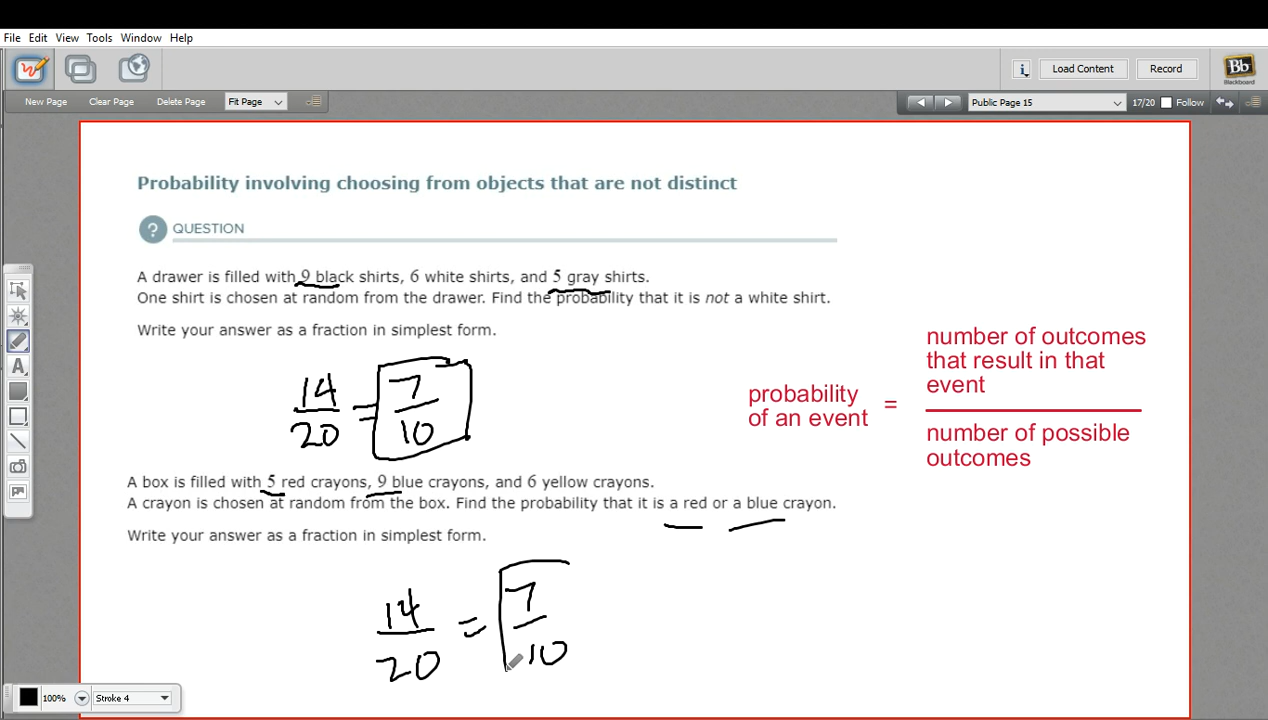 File Edit View Tools Window Help
i Load Content Record Bb Blackboard
New Page Clear Page Delete Page Fit Page Public Page 15 17/20 Follow
Probability involving choosing from objects that are not distinct
? QUESTION
A drawer is filled with 9 black shirts, 6 white shirts, and 5 gray shirts.
One shirt is chosen at random from the drawer. Find the probability that it is not a white shirt.
Write your answer as a fraction in simplest form.
14/20 = 7/10
number of outcomes
that result in that
event
probability
of an event
=
number of possible
outcomes
A box is filled with 5 red crayons, 9 blue crayons, and 6 yellow crayons.
A crayon is chosen at random from the box. Find the probability that it is a red or a blue crayon.
Write your answer as a fraction in simplest form.
14/20 = 7/10
A
100% Stroke 4